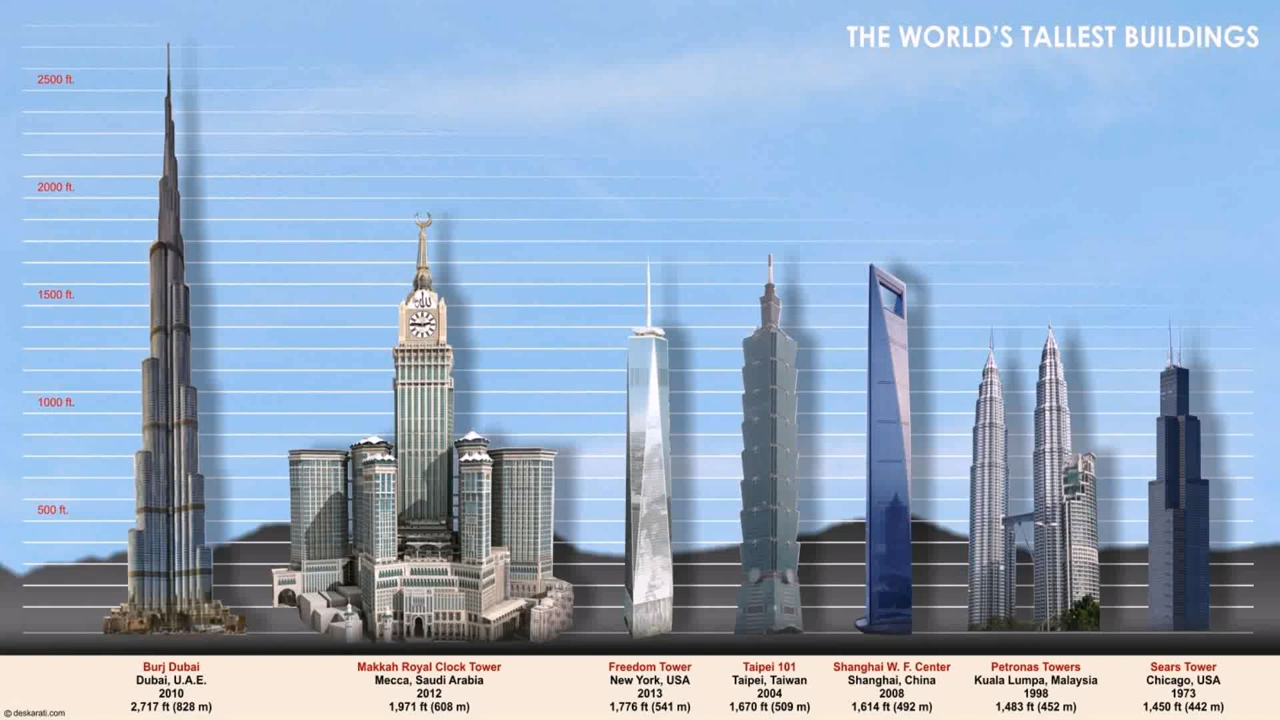 THE WORLD'S TALLEST BUILDINGS
2500 ft.
2000 ft.
1500 ft.
1000 ft.
500 ft.
Burj Dubai
Dubai, U.A.E.
2010
2,717 ft (828 m)
Makkah Royal Clock Tower
Mecca, Saudi Arabia
2012
1,971 ft (608 m)
Freedom Tower
New York, USA
2013
1,776 ft (541 m)
Taipei 101
Taipei, Taiwan
2004
1,670 ft (509 m)
Shanghai W. F. Center
Shanghai, China
2008
1,614 ft (492 m)
Petronas Towers
Kuala Lumpa, Malaysia
1998
1,483 ft (452 m)
Sears Tower
Chicago, USA
1973
1,450 ft (442 m)
© deskarati.com